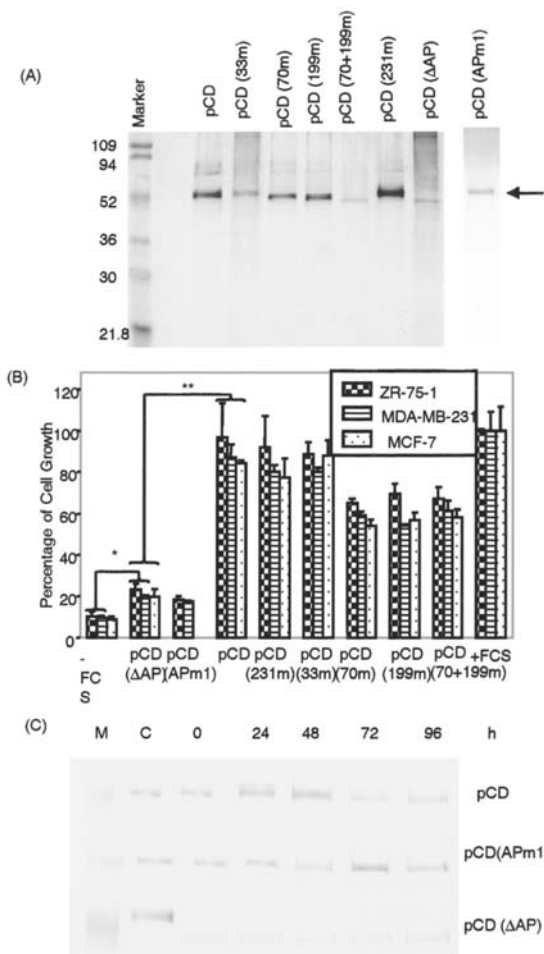 (A)
Marker
pCD
pCD (33m)
pCD (70m)
pCD (199m)
pCD (70+199m)
pCD (231m)
pCD (ΔAP)
pCD (APm1)
109
94
52
36
30
21.8
(B)
Percentage of Cell Growth
120
100
80
60
40
20
0
*
**
ZR-75-1
MDA-MB-231
MCF-7
- FC S
pCD (ΔAP)
pCD (APm1)
pCD
pCD (231m)
pCD (33m)
pCD (70m)
pCD (199m)
pCD (70+199m)
+FCS
(C)
M C 0 24 48 72 96 h
pCD
pCD(APm1
pCD (ΔAP)